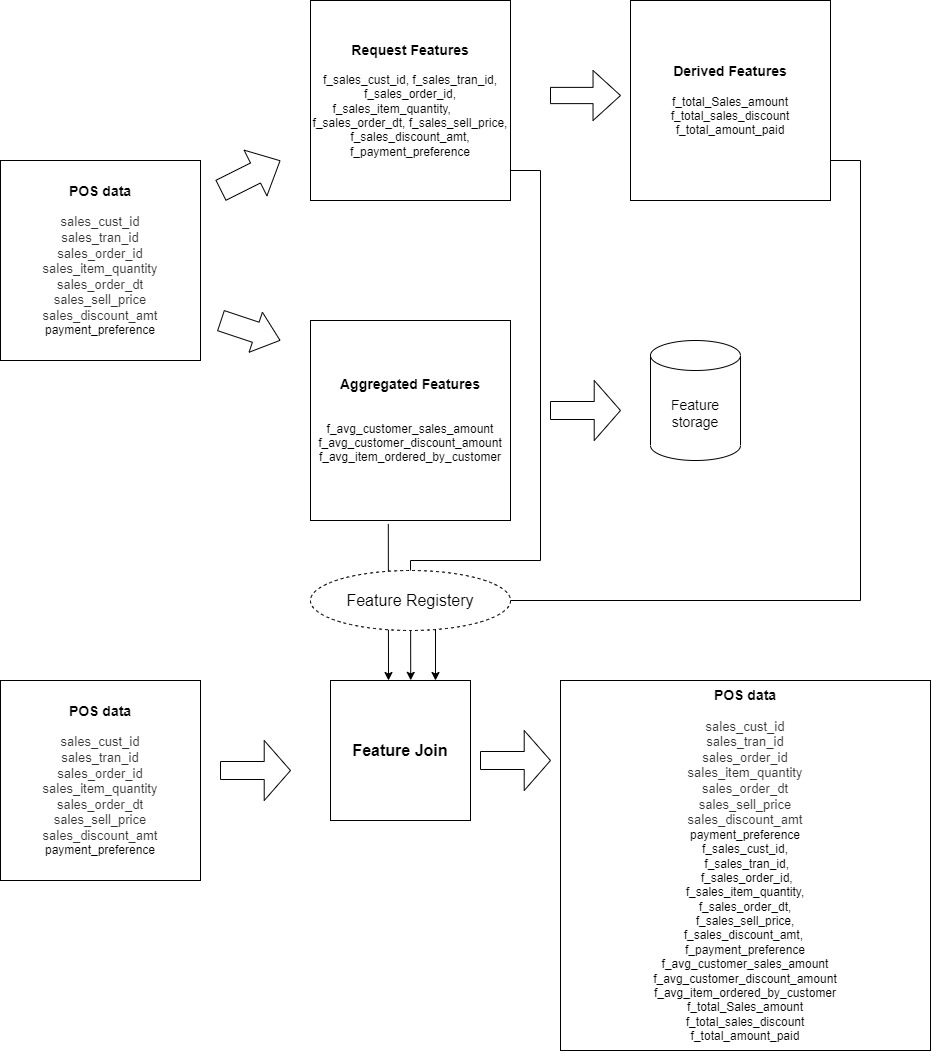 Request Features
f_sales_cust_id, f_sales_tran_id,
f_sales_order_id,
f_sales_item_quantity,
f_sales_order_dt, f_sales_sell_price,
f_sales_discount_amt,
f_payment_preference
Derived Features
f_total_Sales_amount
f_total_sales_discount
f_total_amount_paid
POS data
sales_cust_id
sales_tran_id
sales_order_id
sales_item_quantity
sales_order_dt
sales_sell_price
sales_discount_amt
payment_preference
Aggregated Features
f_avg_customer_sales_amount
f_avg_customer_discount_amount
f_avg_item_ordered_by_customer
Feature
storage
Feature Registery
POS data
sales_cust_id
sales_tran_id
sales_order_id
sales_item_quantity
sales_order_dt
sales_sell_price
sales_discount_amt
payment_preference
Feature Join
POS data
sales_cust_id
sales_tran_id
sales_order_id
sales_item_quantity
sales_order_dt
sales_sell_price
sales_discount_amt
payment_preference
f_sales_cust_id,
f_sales_tran_id,
f_sales_order_id,
f_sales_item_quantity,
f_sales_order_dt,
f_sales_sell_price,
f_sales_discount_amt,
f_payment_preference
f_avg_customer_sales_amount
f_avg_customer_discount_amount
f_avg_item_ordered_by_customer
f_total_Sales_amount
f_total_sales_discount
f_total_amount_paid